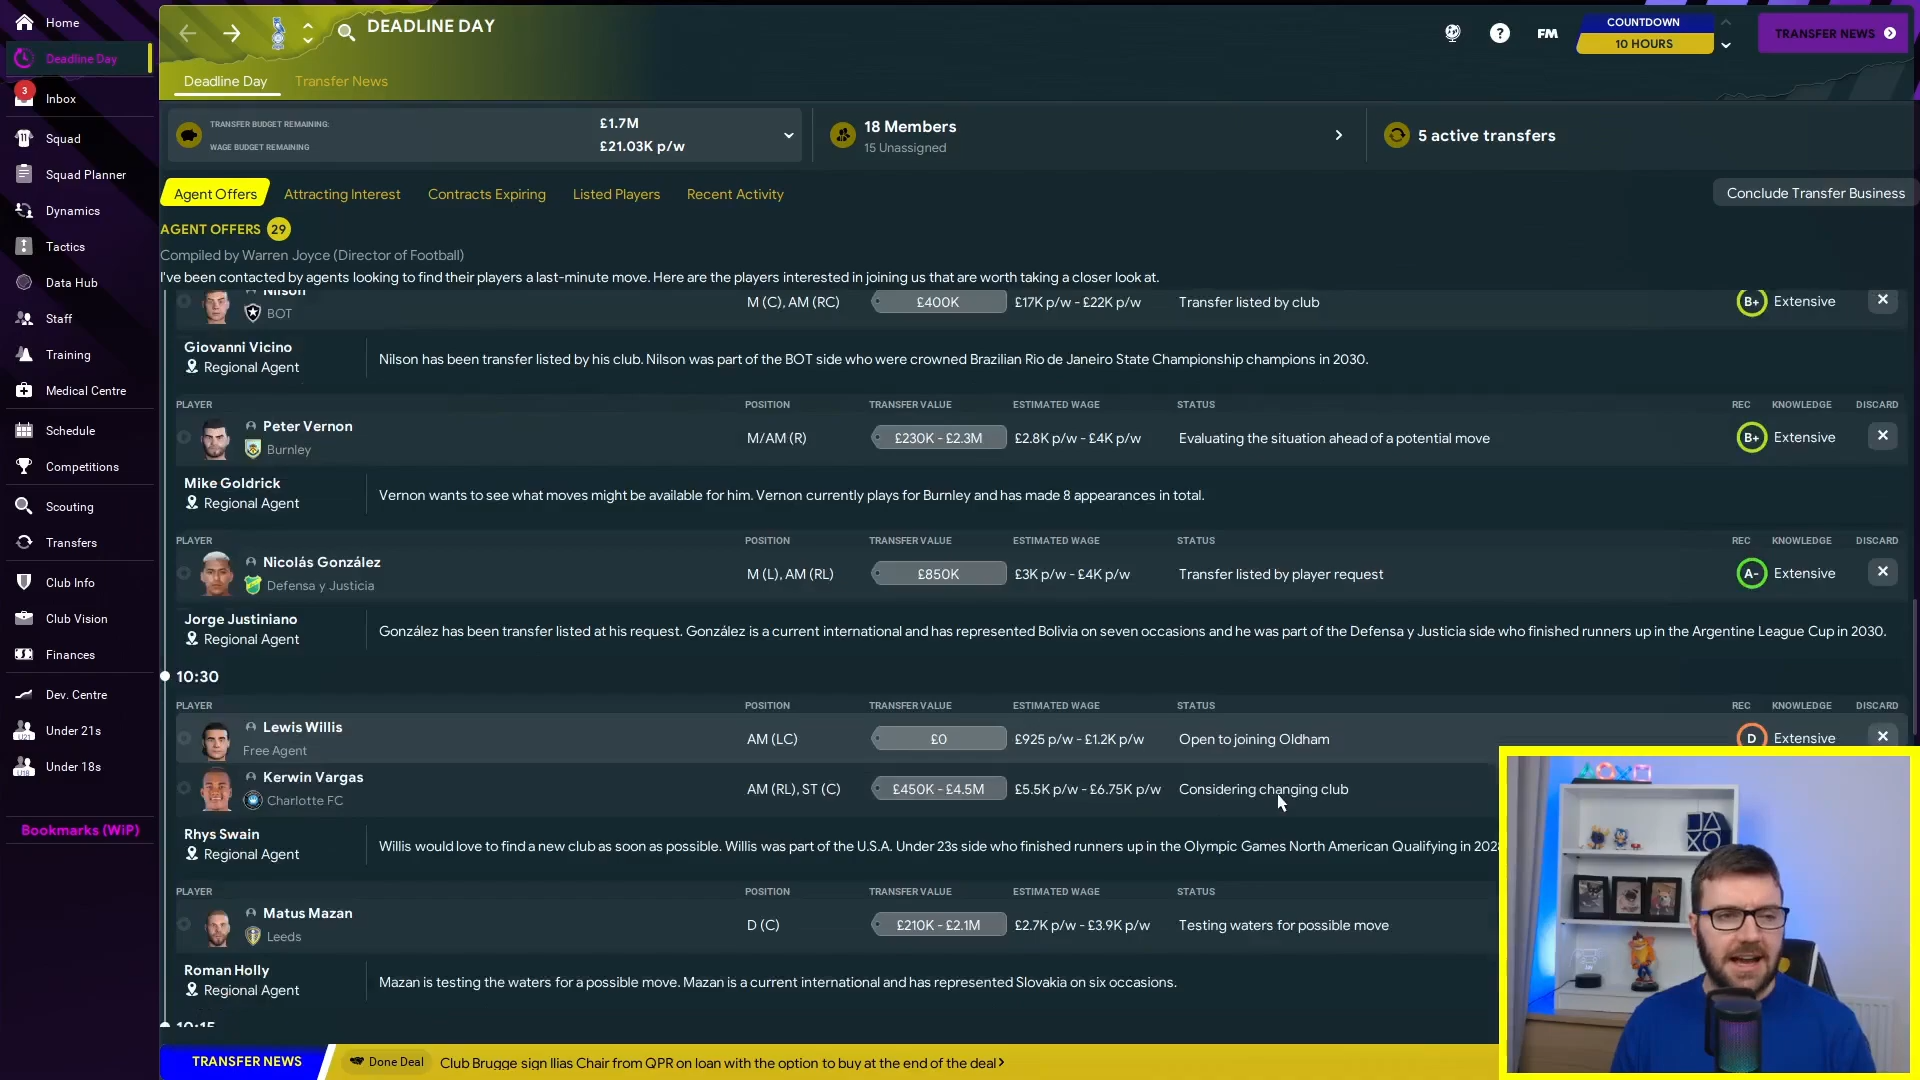 Home
DEADLINE DAY
COUNTDOWN
10 HOURS
FM
?
TRANSFER NEWS
Deadline Day
Inbox
3
Squad
Squad Planner
Dynamics
Tactics
Data Hub
Staff
Training
Medical Centre
Schedule
Competitions
Scouting
Transfers
Club Info
Club Vision
Finances
Dev. Centre
Under 21s
Under 18s
Bookmarks (WiP)
Deadline Day Transfer News
TRANSFER BUDGET REMAINING: £1.7M
WAGE BUDGET REMAINING £21.03K p/w
18 Members
15 Unassigned
5 active transfers
Agent Offers Attracting Interest Contracts Expiring Listed Players Recent Activity
Conclude Transfer Business
AGENT OFFERS 29
Compiled by Warren Joyce (Director of Football)
I've been contacted by agents looking to find their players a last-minute move. Here are the players interested in joining us that are worth taking a closer look at.
Nilson
BOT
M (C), AM (RC) £400K £17K p/w - £22K p/w Transfer listed by club B+ Extensive
Giovanni Vicino
Regional Agent
Nilson has been transfer listed by his club. Nilson was part of the BOT side who were crowned Brazilian Rio de Janeiro State Championship champions in 2030.
PLAYER POSITION TRANSFER VALUE ESTIMATED WAGE STATUS REC KNOWLEDGE DISCARD
Peter Vernon
Burnley
M/AM (R) £230K - £2.3M £2.8K p/w - £4K p/w Evaluating the situation ahead of a potential move B+ Extensive
Mike Goldrick
Regional Agent
Vernon wants to see what moves might be available for him. Vernon currently plays for Burnley and has made 8 appearances in total.
PLAYER POSITION TRANSFER VALUE ESTIMATED WAGE STATUS REC KNOWLEDGE DISCARD
Nicolás González
Defensa y Justicia
M (L), AM (RL) £850K £3K p/w - £4K p/w Transfer listed by player request A- Extensive
Jorge Justiniano
Regional Agent
González has been transfer listed at his request. González is a current international and has represented Bolivia on seven occasions and he was part of the Defensa y Justicia side who finished runners up in the Argentine League Cup in 2030.
10:30
PLAYER POSITION TRANSFER VALUE ESTIMATED WAGE STATUS REC KNOWLEDGE DISCARD
Lewis Willis
Free Agent
AM (LC) £0 £925 p/w - £1.2K p/w Open to joining Oldham D Extensive
Kerwin Vargas
Charlotte FC
AM (RL), ST (C) £450K - £4.5M £5.5K p/w - £6.75K p/w Considering changing club
Rhys Swain
Regional Agent
Willis would love to find a new club as soon as possible. Willis was part of the U.S.A. Under 23s side who finished runners up in the Olympic Games North American Qualifying in
PLAYER POSITION TRANSFER VALUE ESTIMATED WAGE STATUS
Matus Mazan
Leeds
D (C) £210K - £2.1M £2.7K p/w - £3.9K p/w Testing waters for possible move
Roman Holly
Regional Agent
Mazan is testing the waters for a possible move. Mazan is a current international and has represented Slovakia on six occasions.
10:15
TRANSFER NEWS Done Deal Club Brugge sign Ilias Chair from QPR on loan with the option to buy at the end of the deal